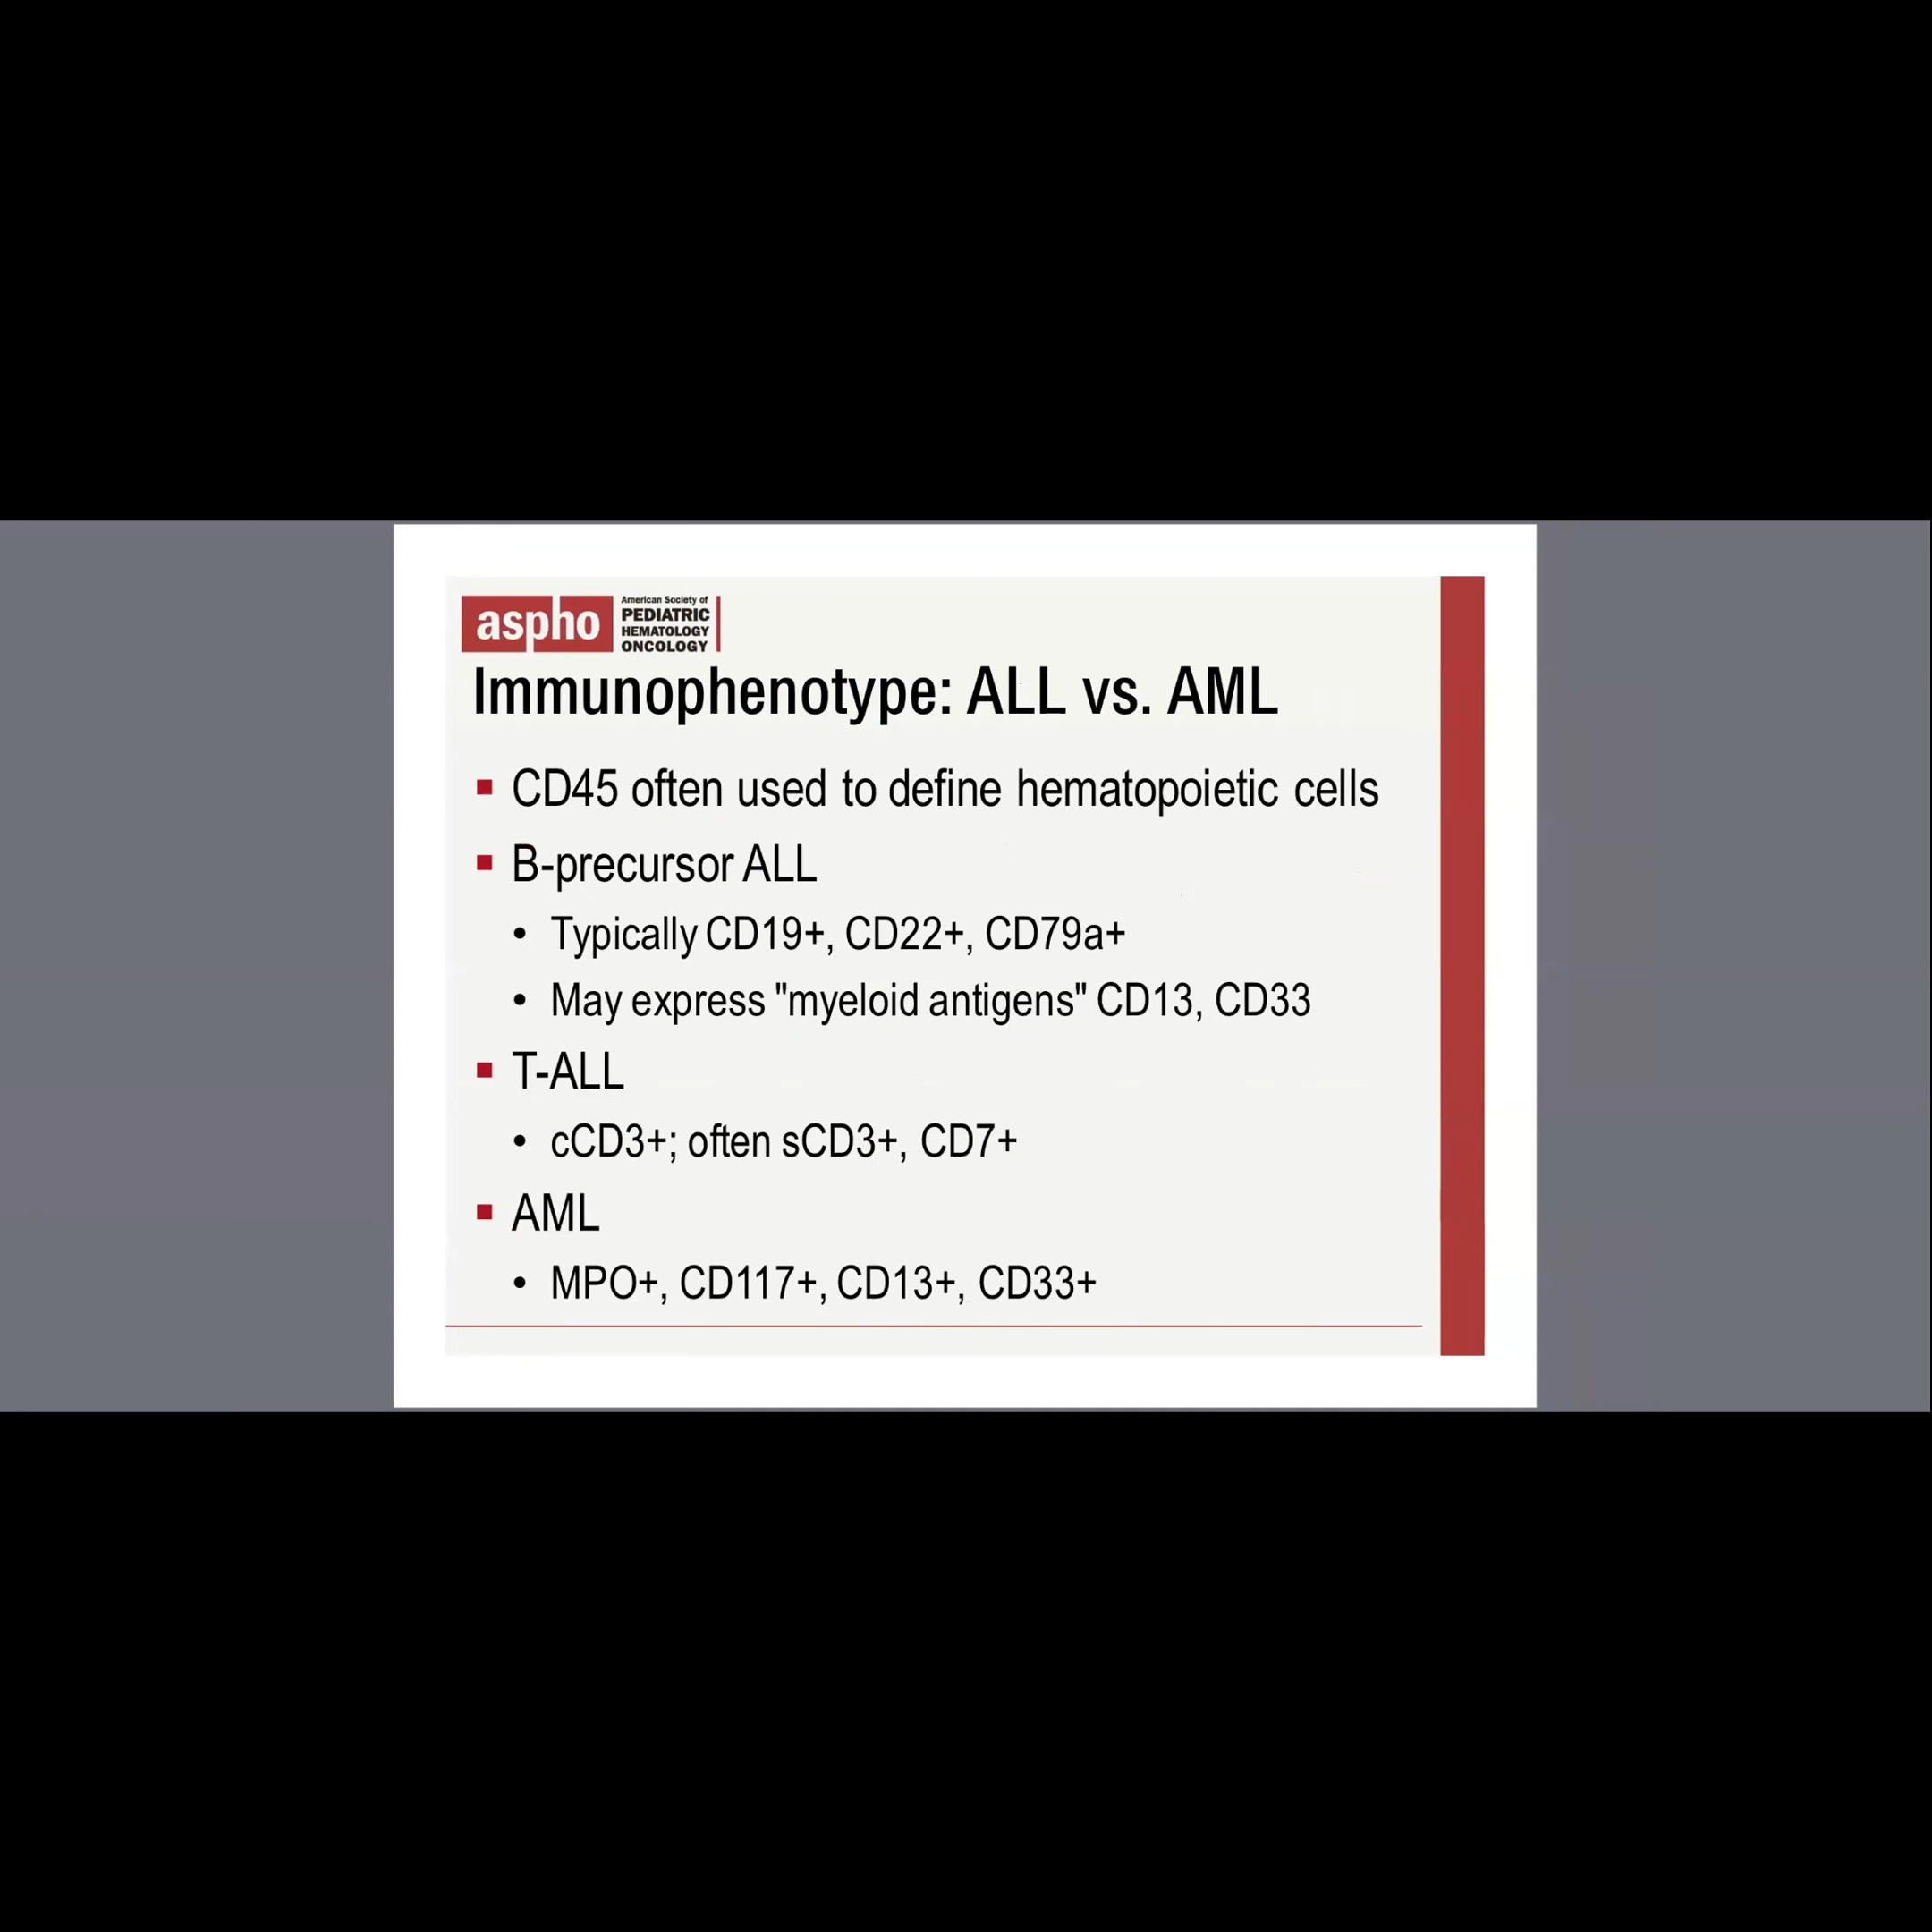 aspho
American Society of
PEDIATRIC
HEMATOLOGY
ONCOLOGY
Immunophenotype: ALL vs. AML
CD45 often used to define hematopoietic cells
B-precursor ALL
Typically CD19+, CD22+, CD79a+
May express "myeloid antigens" CD13, CD33
T-ALL
cCD3+; often sCD3+, CD7+
AML
MPO+, CD117+, CD13+, CD33+